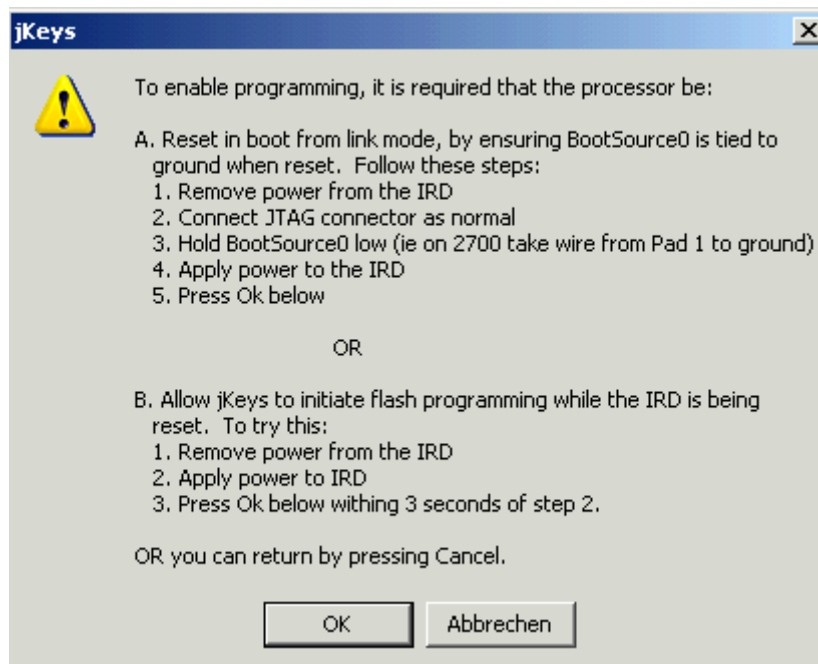 jKeys
To enable programming, it is required that the processor be:
A. Reset in boot from link mode, by ensuring BootSource0 is tied to
ground when reset. Follow these steps:
1. Remove power from the IRD
2. Connect JTAG connector as normal
3. Hold BootSource0 low (ie on 2700 take wire from Pad 1 to ground)
4. Apply power to the IRD
5. Press Ok below
OR
B. Allow jKeys to initiate flash programming while the IRD is being
reset. To try this:
1. Remove power from the IRD
2. Apply power to IRD
3. Press Ok below withing 3 seconds of step 2.
OR you can return by pressing Cancel.
OK
Abbrechen